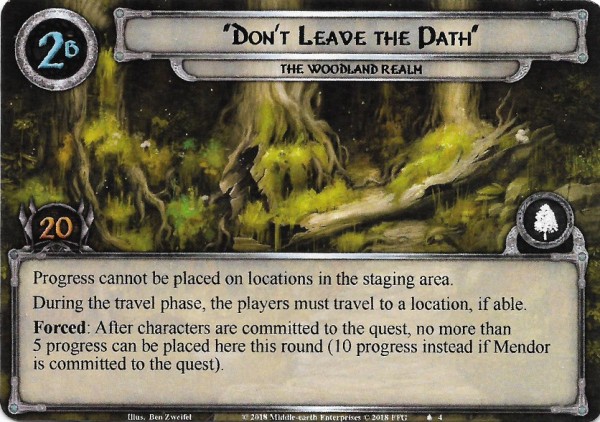 2B
"Don't Leave the Path"
The Woodland Realm
20
Progress cannot be placed on locations in the staging area.
During the travel phase, the players must travel to a location, if able.
Forced: After characters are committed to the quest, no more than
5 progress can be placed here this round (10 progress instead if Mendor
is committed to the quest).
Illus. Ben Zweifel © 2018 Middle-earth Enterprises © 2018 FFG 4